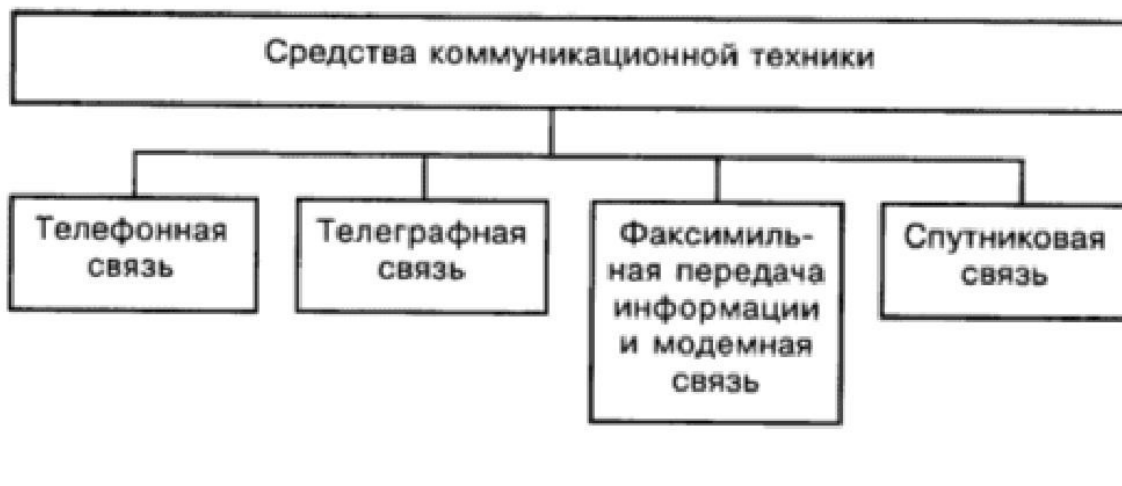 Средства коммуникационной техники
Телефонная
связь
Телеграфная
связь
Факсимиль-
ная передача
информации
и модемная
связь
Спутниковая
связь